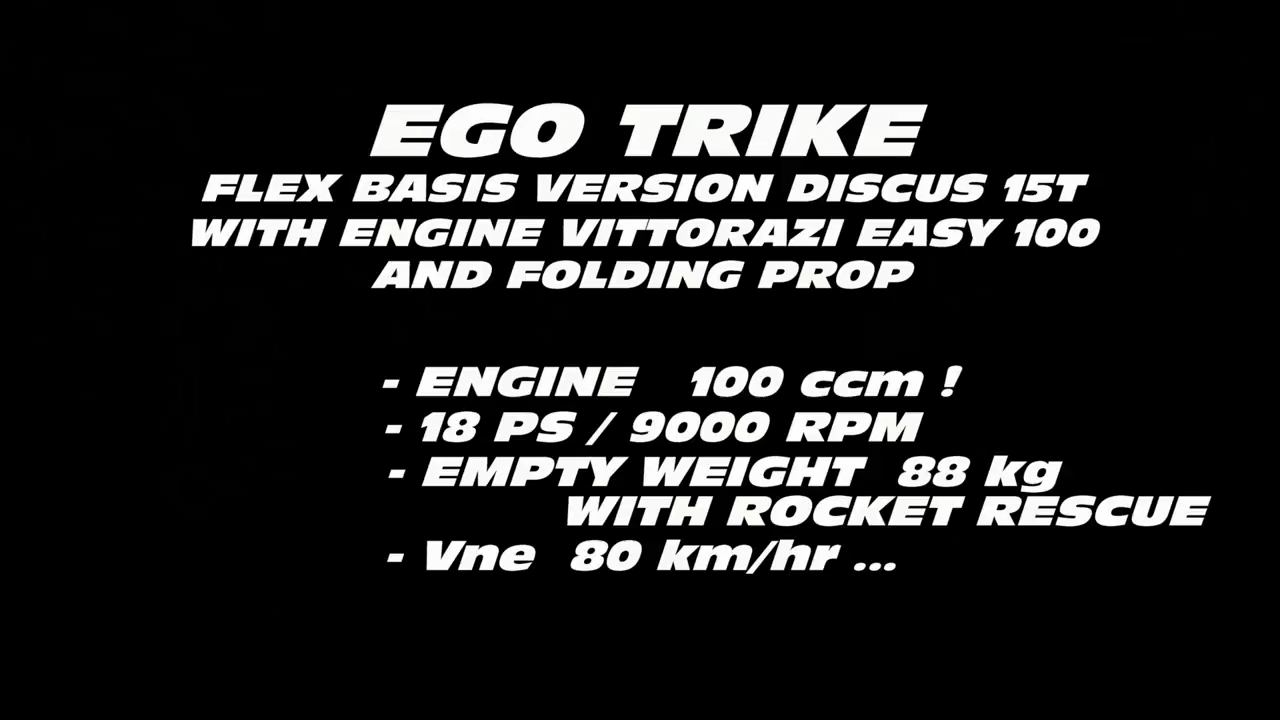 EGO TRIKE
FLEX BASIS VERSION DISCUS 15T
WITH ENGINE VITTORAZI EASY 100
AND FOLDING PROP
- ENGINE 100 ccm !
- 18 PS / 9000 RPM
- EMPTY WEIGHT 88 kg
WITH ROCKET RESCUE
- Vne 80 km/hr ...